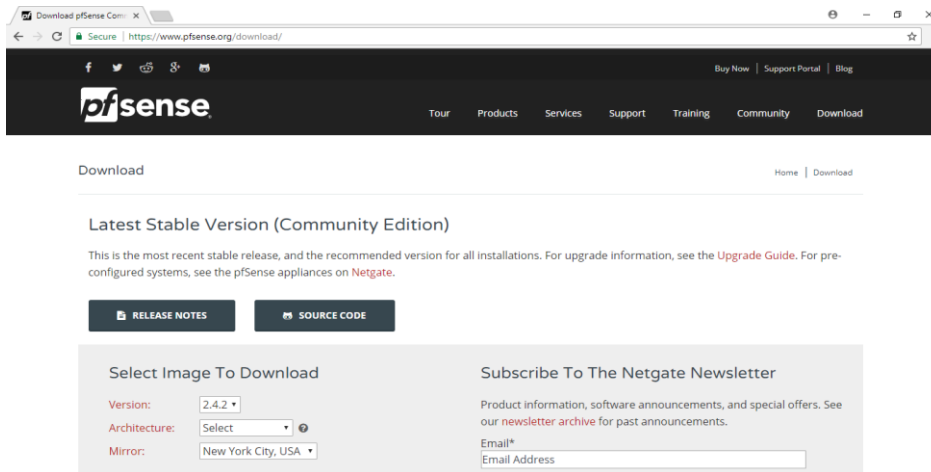 Download pfSense Com
Secure | https://www.pfsense.org/download/
Buy Now | Support Portal | Blog
pfsense
Tour Products Services Support Training Community Download
Download
Home | Download
Latest Stable Version (Community Edition)
This is the most recent stable release, and the recommended version for all installations. For upgrade information, see the Upgrade Guide. For pre-
configured systems, see the pfSense appliances on Netgate.
RELEASE NOTES SOURCE CODE
Select Image To Download
Version: 2.4.2
Architecture: Select
Mirror: New York City, USA
Subscribe To The Netgate Newsletter
Product information, software announcements, and special offers. See
our newsletter archive for past announcements.
Email*
Email Address